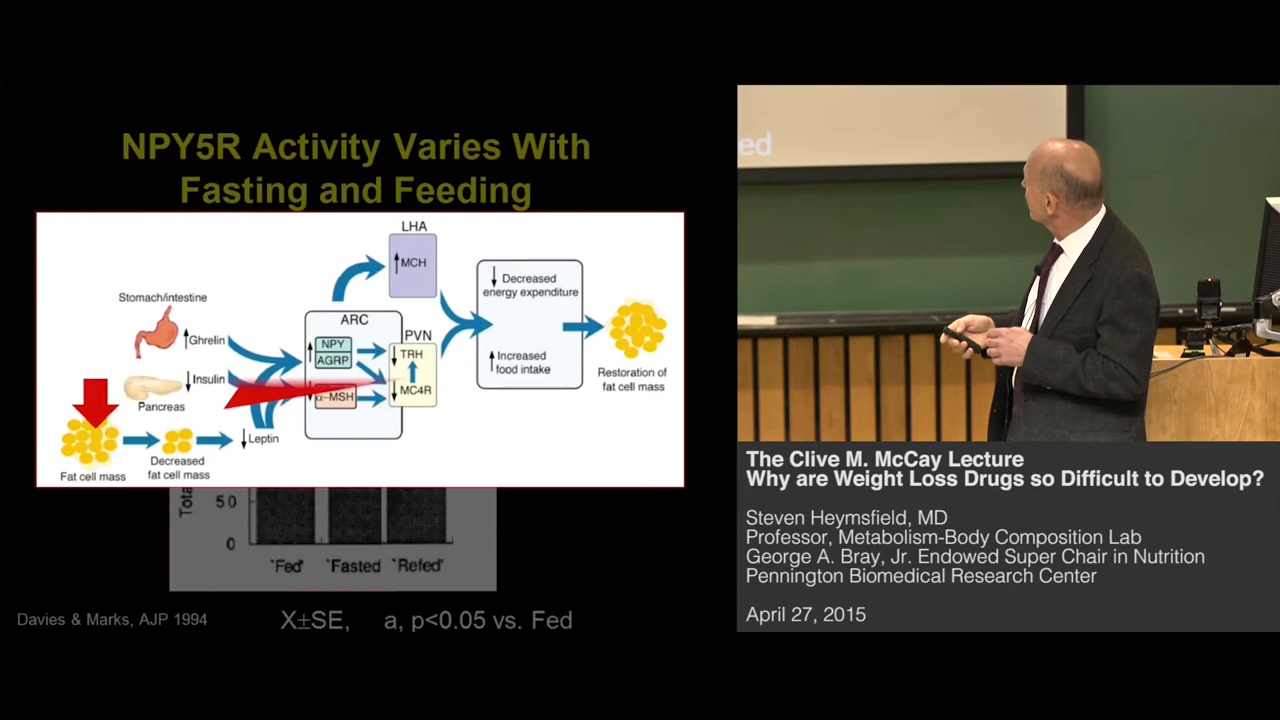 NPY5R Activity Varies With
Fasting and Feeding
LHA
MCH
Stomach/intestine
Ghrelin
Insulin
Pancreas
Fat cell mass
Decreased
fat cell mass
Leptin
ARC
NPY
AGRP
α-MSH
PVN
TRH
MC4R
Decreased
energy expenditure
Increased
food intake
Restoration of
fat cell mass
50
0
'Fed'
'Fasted
'Refed'
Davies & Marks, AJP 1994
X±SE, a, p<0.05 vs. Fed
ed
The Clive M. McCay Lecture
Why are Weight Loss Drugs so Difficult to Develop?
Steven Heymsfield, MD
Professor, Metabolism-Body Composition Lab
George A. Bray, Jr. Endowed Super Chair in Nutrition
Pennington Biomedical Research Center
April 27, 2015